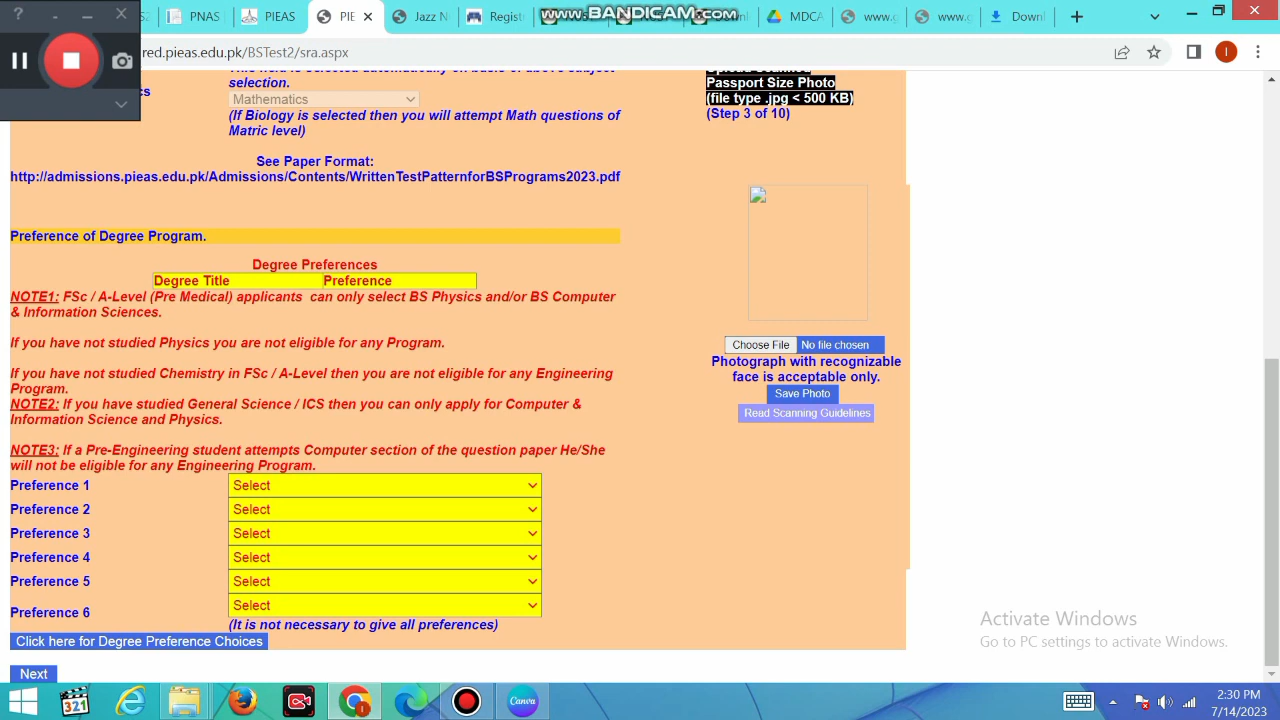 PNAS
PIEAS
PIE
Jazz N
Regist
www.BANDICAM.com
MDCA
www.g
www.g
Downl
red.pieas.edu.pk/BSTest2/sra.aspx
selection.
Mathematics
(If Biology is selected then you will attempt Math questions of
Matric level)
See Paper Format:
http://admissions.pieas.edu.pk/Admissions/Contents/WrittenTestPatternforBSPrograms2023.pdf
Passport Size Photo
(file type .jpg < 500 KB)
(Step 3 of 10)
Preference of Degree Program.
Degree Preferences
Degree Title Preference
NOTE1: FSc / A-Level (Pre Medical) applicants can only select BS Physics and/or BS Computer
& Information Sciences.
If you have not studied Physics you are not eligible for any Program.
If you have not studied Chemistry in FSc / A-Level then you are not eligible for any Engineering
Program.
NOTE2: If you have studied General Science / ICS then you can only apply for Computer &
Information Science and Physics.
NOTE3: If a Pre-Engineering student attempts Computer section of the question paper He/She
will not be eligible for any Engineering Program.
Choose File No file chosen
Photograph with recognizable
face is acceptable only.
Save Photo
Read Scanning Guidelines
Preference 1 Select
Preference 2 Select
Preference 3 Select
Preference 4 Select
Preference 5 Select
Preference 6 Select
(It is not necessary to give all preferences)
Click here for Degree Preference Choices
Next
Activate Windows
Go to PC settings to activate Windows.
321
Canva
2:30 PM
7/14/2023